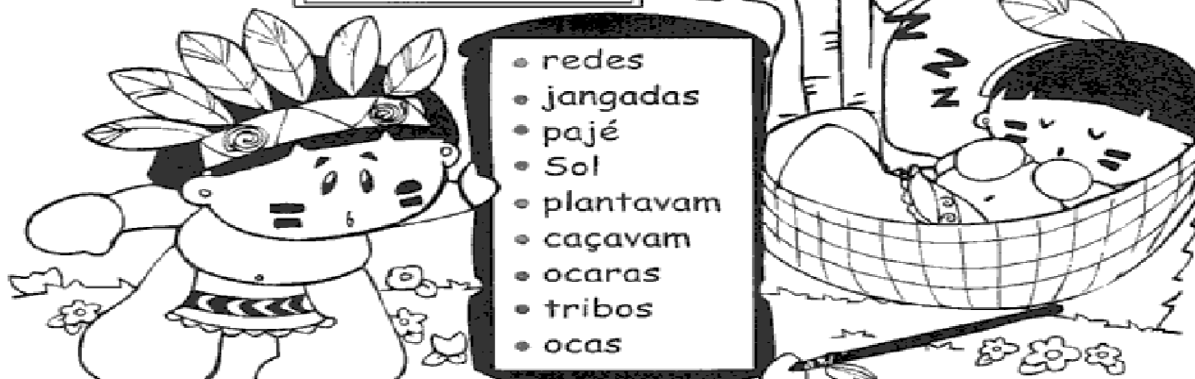 Z
Z
Z
• redes
• jangadas
• pajé
• Sol
• plantavam
• caçavam
• ocaras
• tribos
• ocas